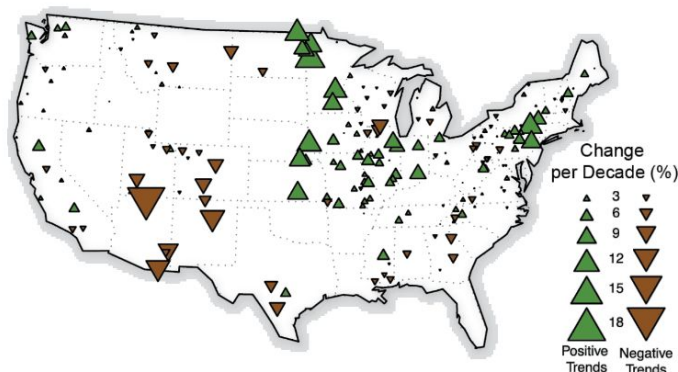 Change
per Decade (%)
3
6
9
12
15
18
Positive Negative
Trends Trends